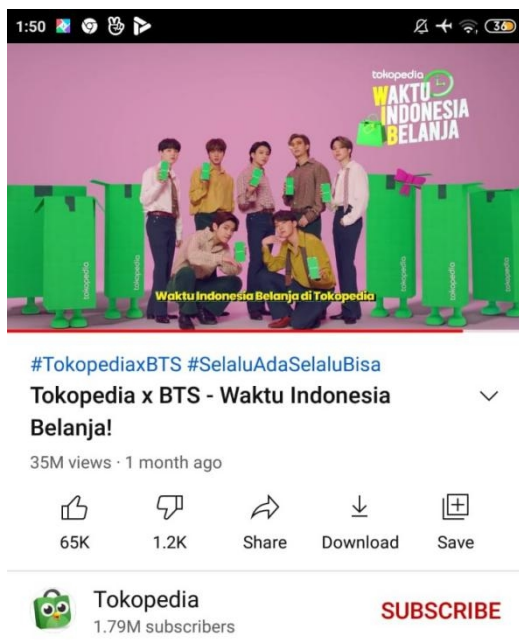 1:50
36
tokopedia
WAKTU
INDONESIA
BELANJA
tokopedia
tokopedia
tokopedia
tokopedia
tokopedia
Waktu Indonesia Belanja di Tokopedia
#TokopediaxBTS #SelaluAdaSelaluBisa
Tokopedia x BTS - Waktu Indonesia
Belanja!
35M views · 1 month ago
65K 1.2K Share Download Save
Tokopedia
1.79M subscribers
SUBSCRIBE